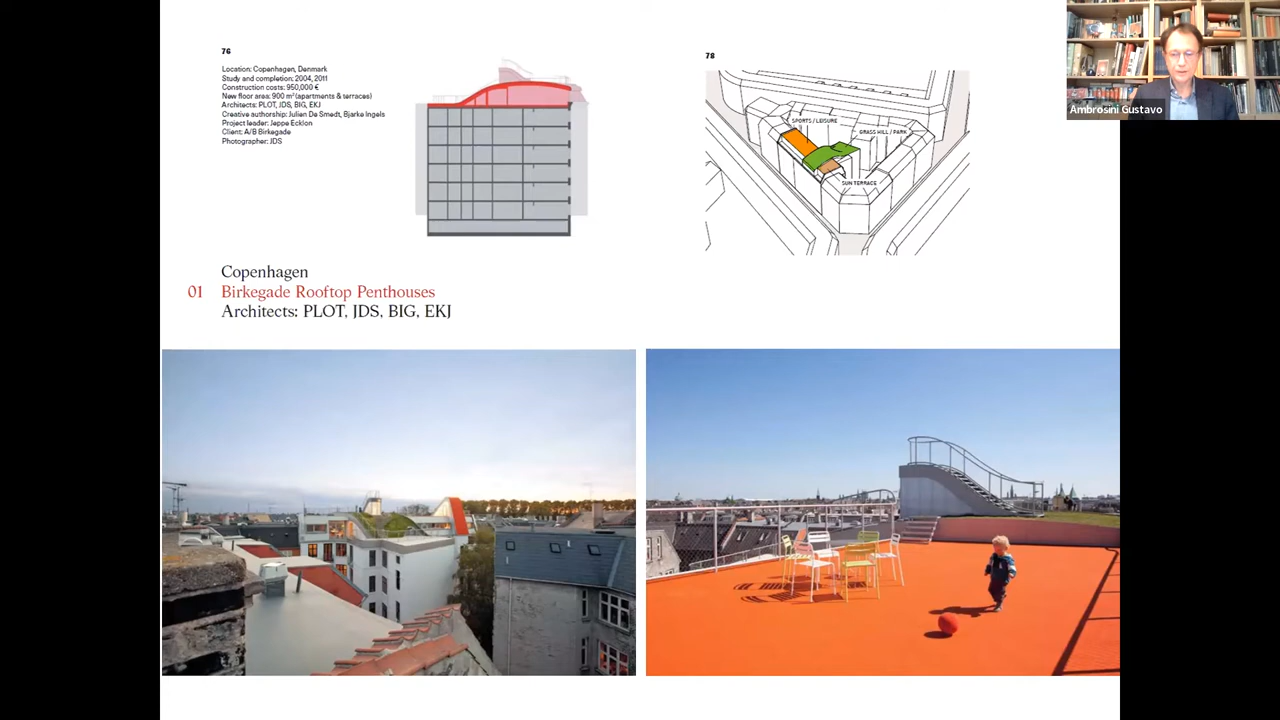 76
Location: Copenhagen, Denmark
Study and completion: 2004, 2011
Construction costs: 950,000 €
New floor area: 900 m² (apartments & terraces)
Architects: PLOT, JDS, BIG, EKJ
Creative authorship: Julien De Smedt, Bjarke Ingels
Project leader: Jeppe Ecklon
Client: A/B Birkegade
Photographer: JDS
78
SPORTS / LEISURE
GRASS HILL / PARK
SUN TERRACE
Ambrosini Gustavo
Copenhagen
01 Birkegade Rooftop Penthouses
Architects: PLOT, JDS, BIG, EKJ